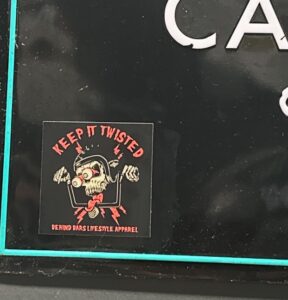 CA
&
KEEP IT TWISTED
BEHIND BARS LIFESTYLE APPAREL